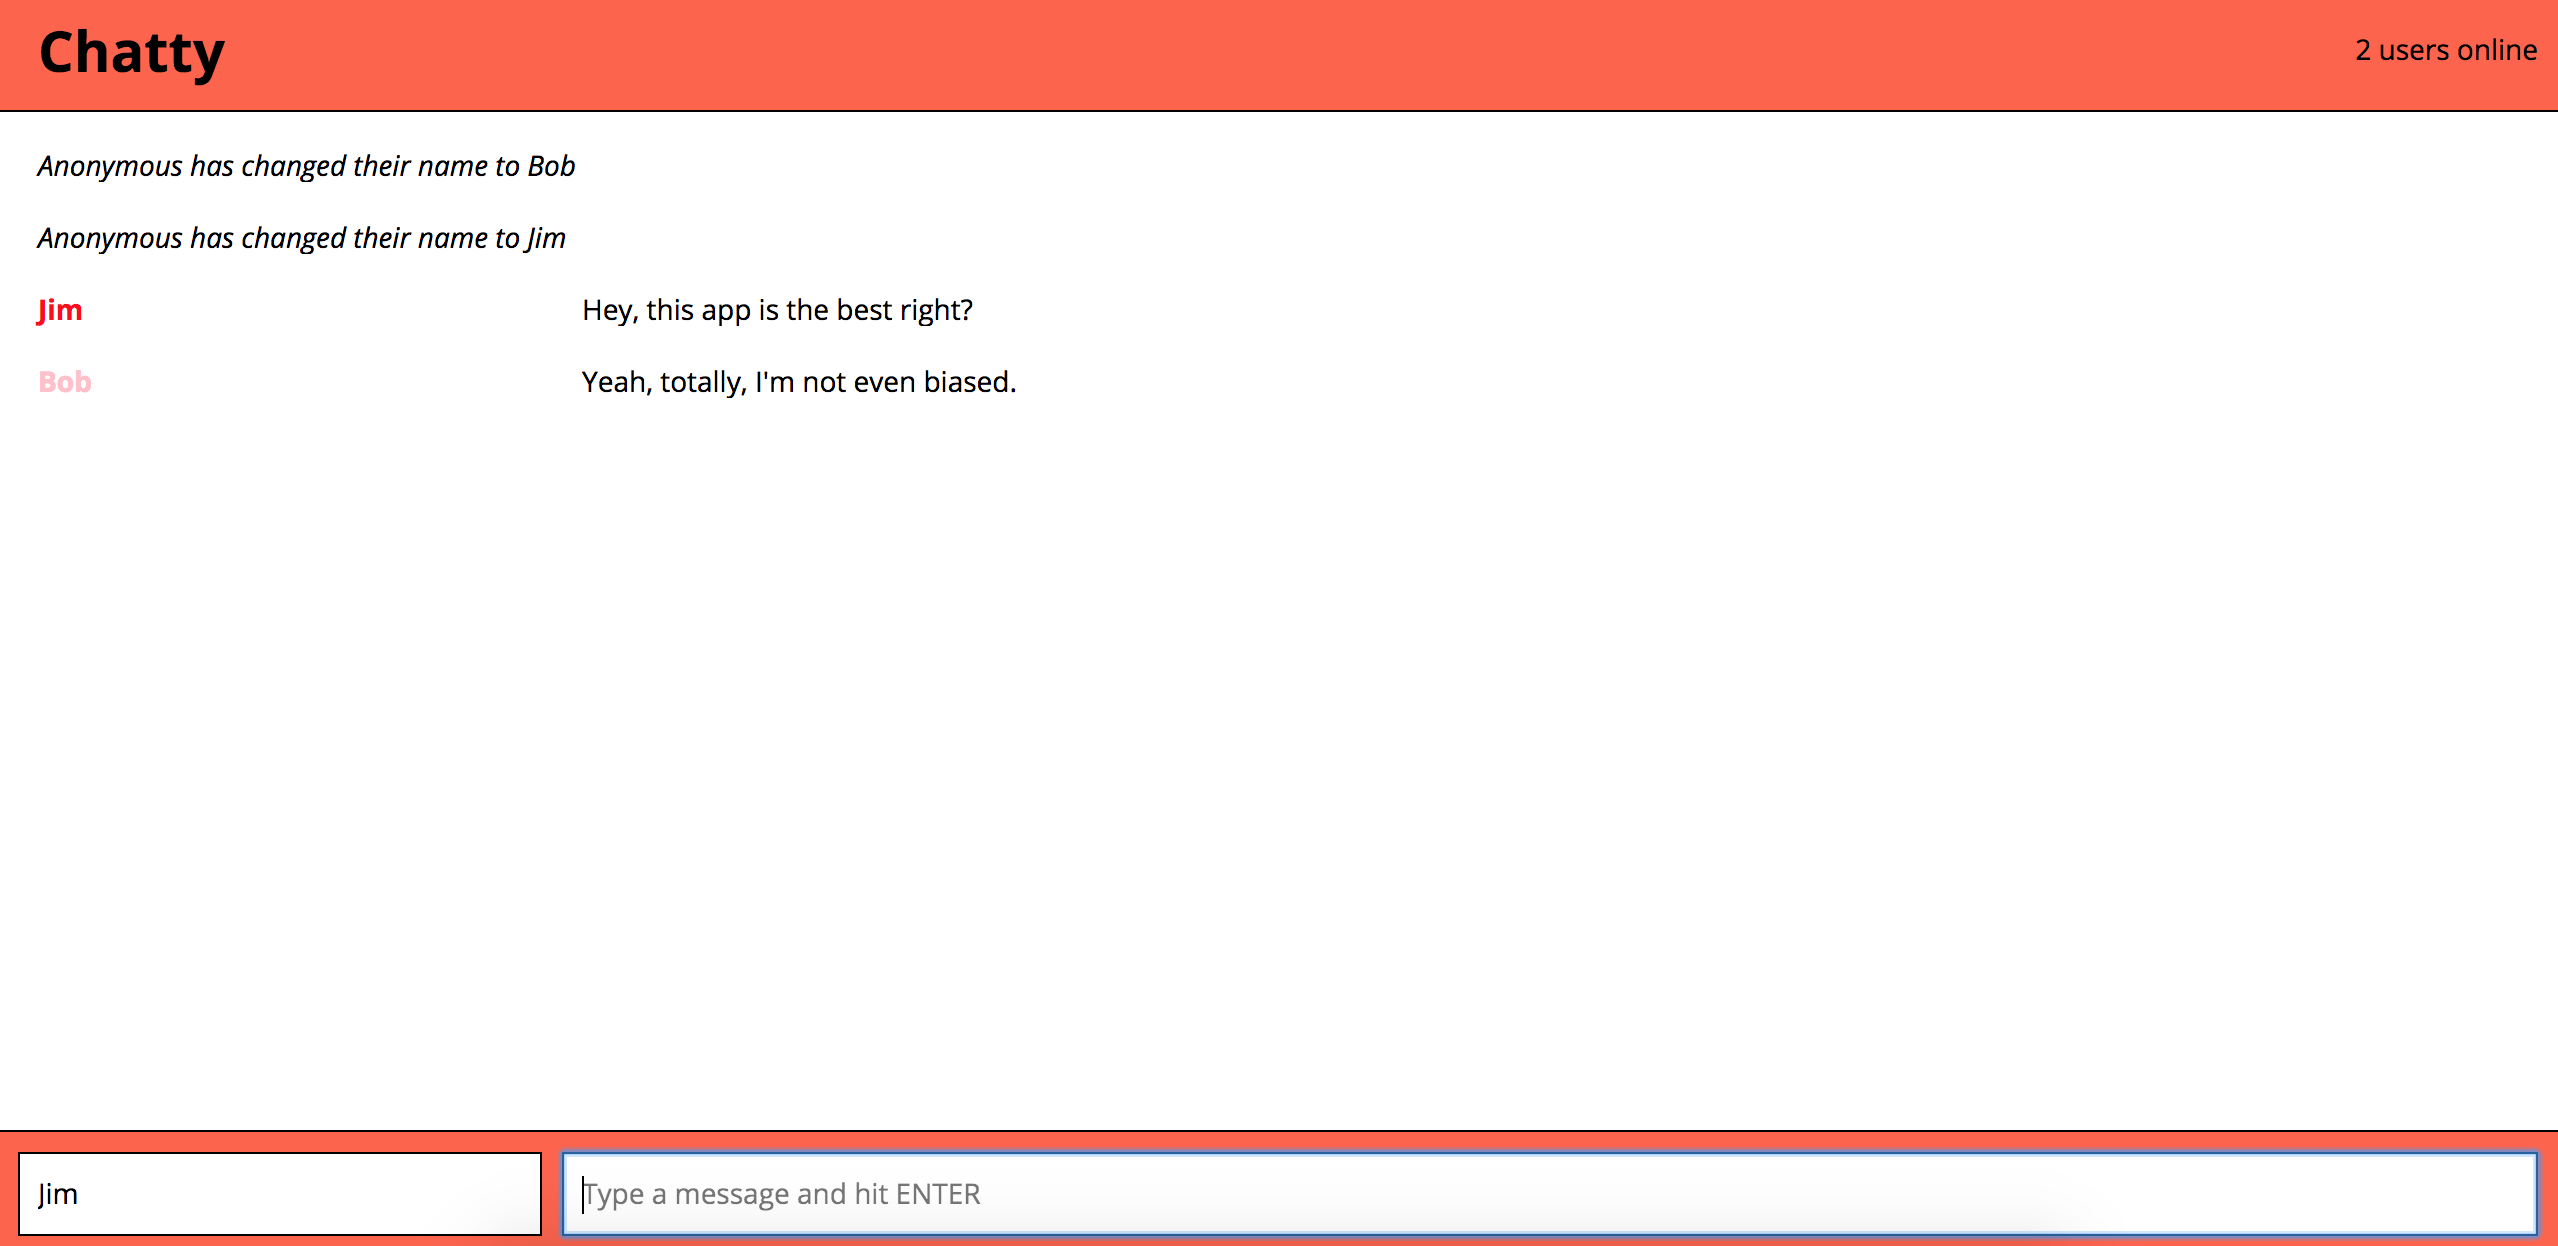 Chatty
2 users online
Anonymous has changed their name to Bob
Anonymous has changed their name to Jim
Jim Hey, this app is the best right?
Bob Yeah, totally, I'm not even biased.
Jim Type a message and hit ENTER